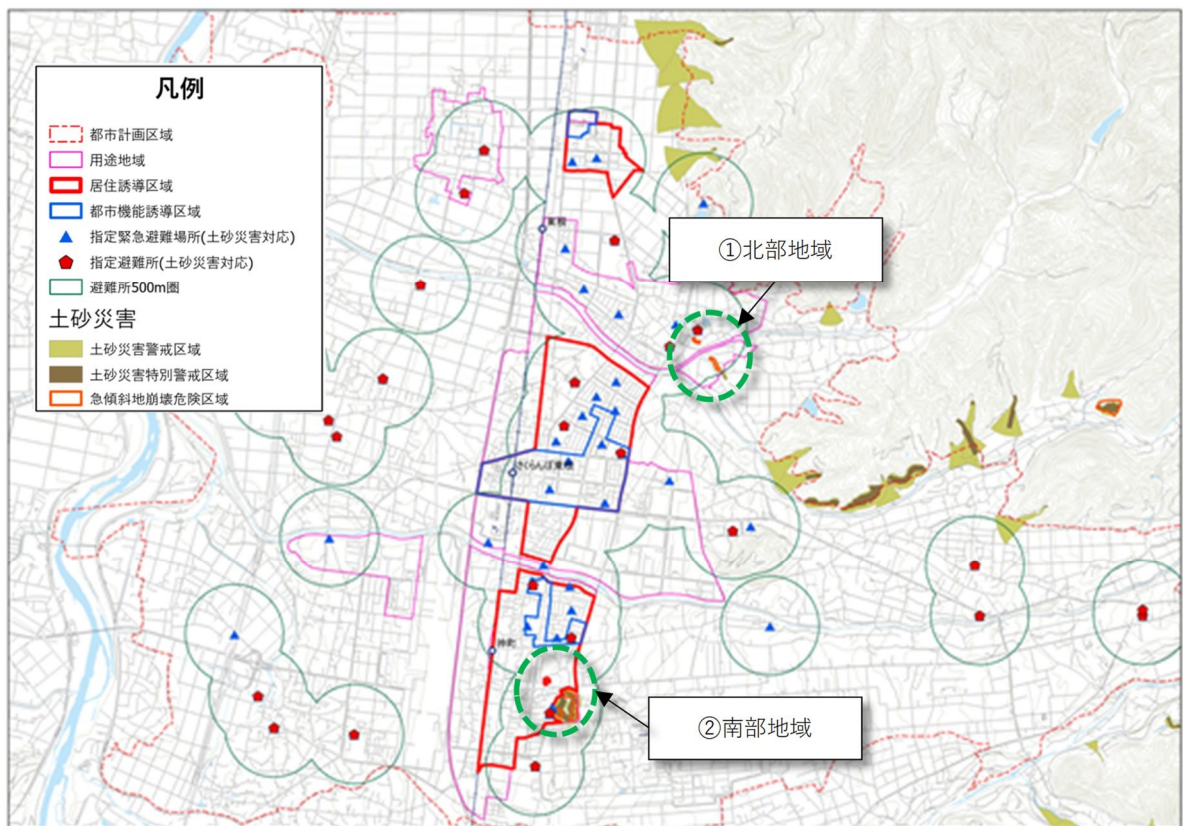 凡例
都市計画区域
用途地域
居住誘導区域
都市機能誘導区域
指定緊急避難場所(土砂災害対応)
指定避難所(土砂災害対応)
避難所500m圏
土砂災害
土砂災害警戒区域
土砂災害特別警戒区域
急傾斜地崩壊危険区域
東根
①北部地域
さくらんぼ東根
神町
②南部地域